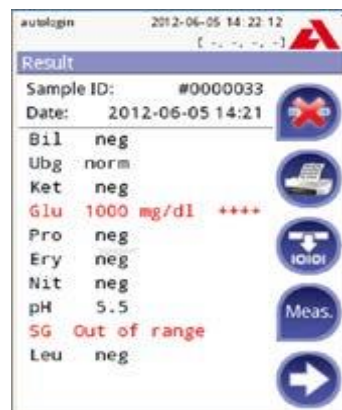 autologin 2012-06-05 14:22:12
[ -, -, -, -]
Result
Sample ID: #0000033
Date: 2012-06-05 14:21
Bil neg
Ubg norm
Ket neg
Glu 1000 mg/dl ++++
Pro neg
Ery neg
Nit neg
pH 5.5
SG Out of range
Leu neg
IOIOI
Meas.